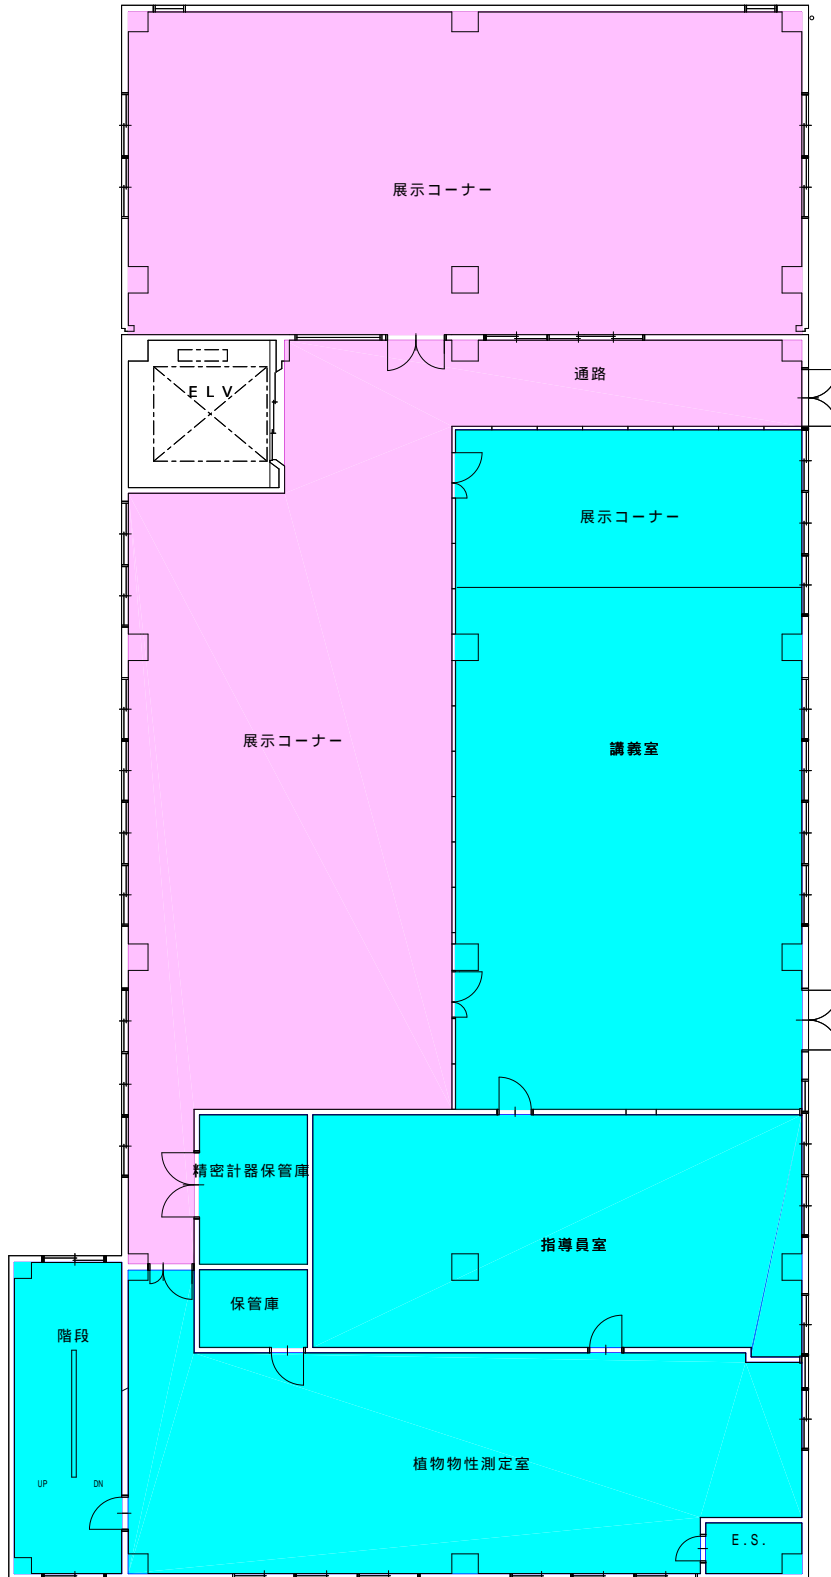 展示コーナー
通路
ELV
展示コーナー
展示コーナー
講義室
精密計器保管庫
指導員室
保管庫
階段
植物物性測定室
UP
DN
E.S.